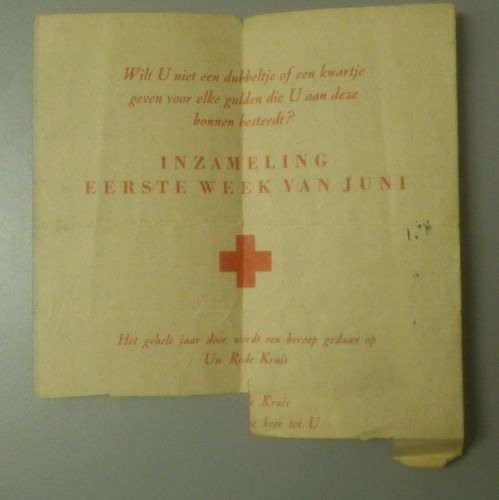 Wilt U niet een dubbeltje of een kwartje
geven voor elke gulden die U aan deze
bonnen besteedt?
INZAMELING
EERSTE WEEK VAN JUNI
Het gehele jaar door wordt een beroep gedaan op
Uw Rode Kruis
Kruis
keer tot U